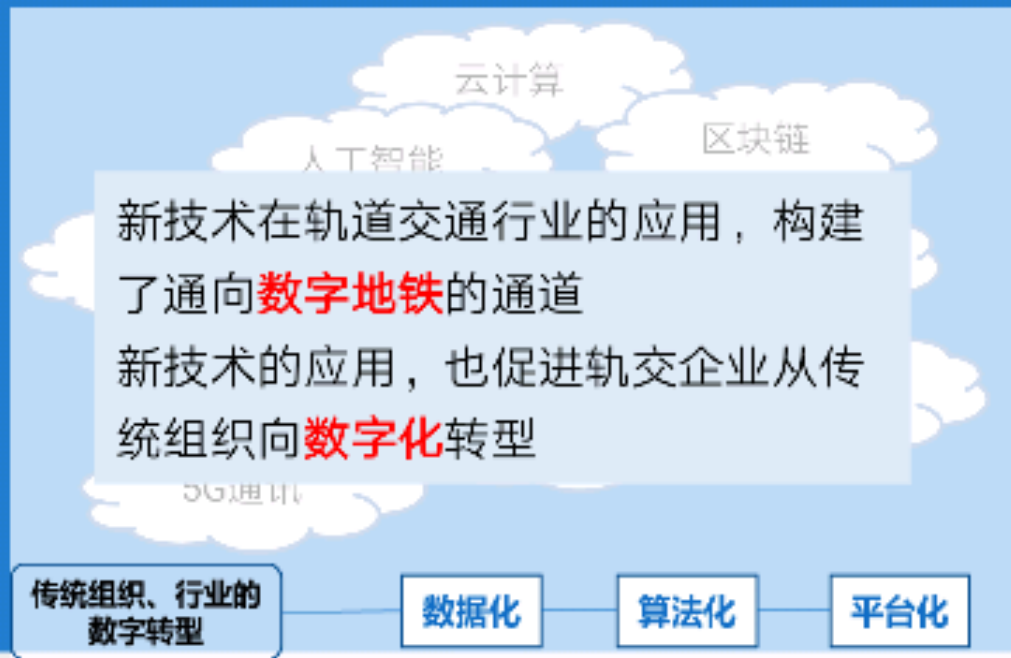 云计算
区块链
人工智能
新技术在轨道交通行业的应用，构建
了通向数字地铁的通道
新技术的应用，也促进轨交企业从传
统组织向数字化转型
5G通讯
传统组织、行业的
数字转型
数据化
算法化
平台化